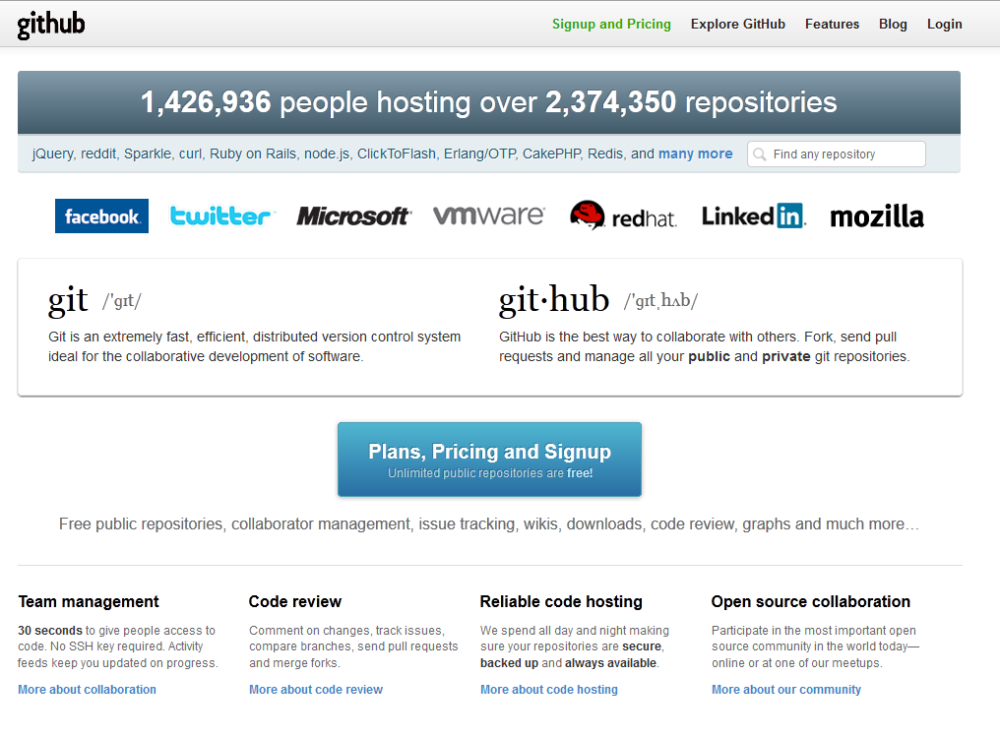 github
Signup and Pricing Explore GitHub Features Blog Login
1,426,936 people hosting over 2,374,350 repositories
jQuery, reddit, Sparkle, curl, Ruby on Rails, node.js, ClickToFlash, Erlang/OTP, CakePHP, Redis, and many more
Find any repository
facebook. twitter Microsoft VMware redhat. LinkedIn mozilla
git /'gɪt/
Git is an extremely fast, efficient, distributed version control system
ideal for the collaborative development of software.
git·hub /'gɪtˌhʌb/
GitHub is the best way to collaborate with others. Fork, send pull
requests and manage all your public and private git repositories.
Plans, Pricing and Signup
Unlimited public repositories are free!
Free public repositories, collaborator management, issue tracking, wikis, downloads, code review, graphs and much more…
Team management
30 seconds to give people access to
code. No SSH key required. Activity
feeds keep you updated on progress.
More about collaboration
Code review
Comment on changes, track issues,
compare branches, send pull requests
and merge forks.
More about code review
Reliable code hosting
We spend all day and night making
sure your repositories are secure,
backed up and always available.
More about code hosting
Open source collaboration
Participate in the most important open
source community in the world today—
online or at one of our meetups.
More about our community